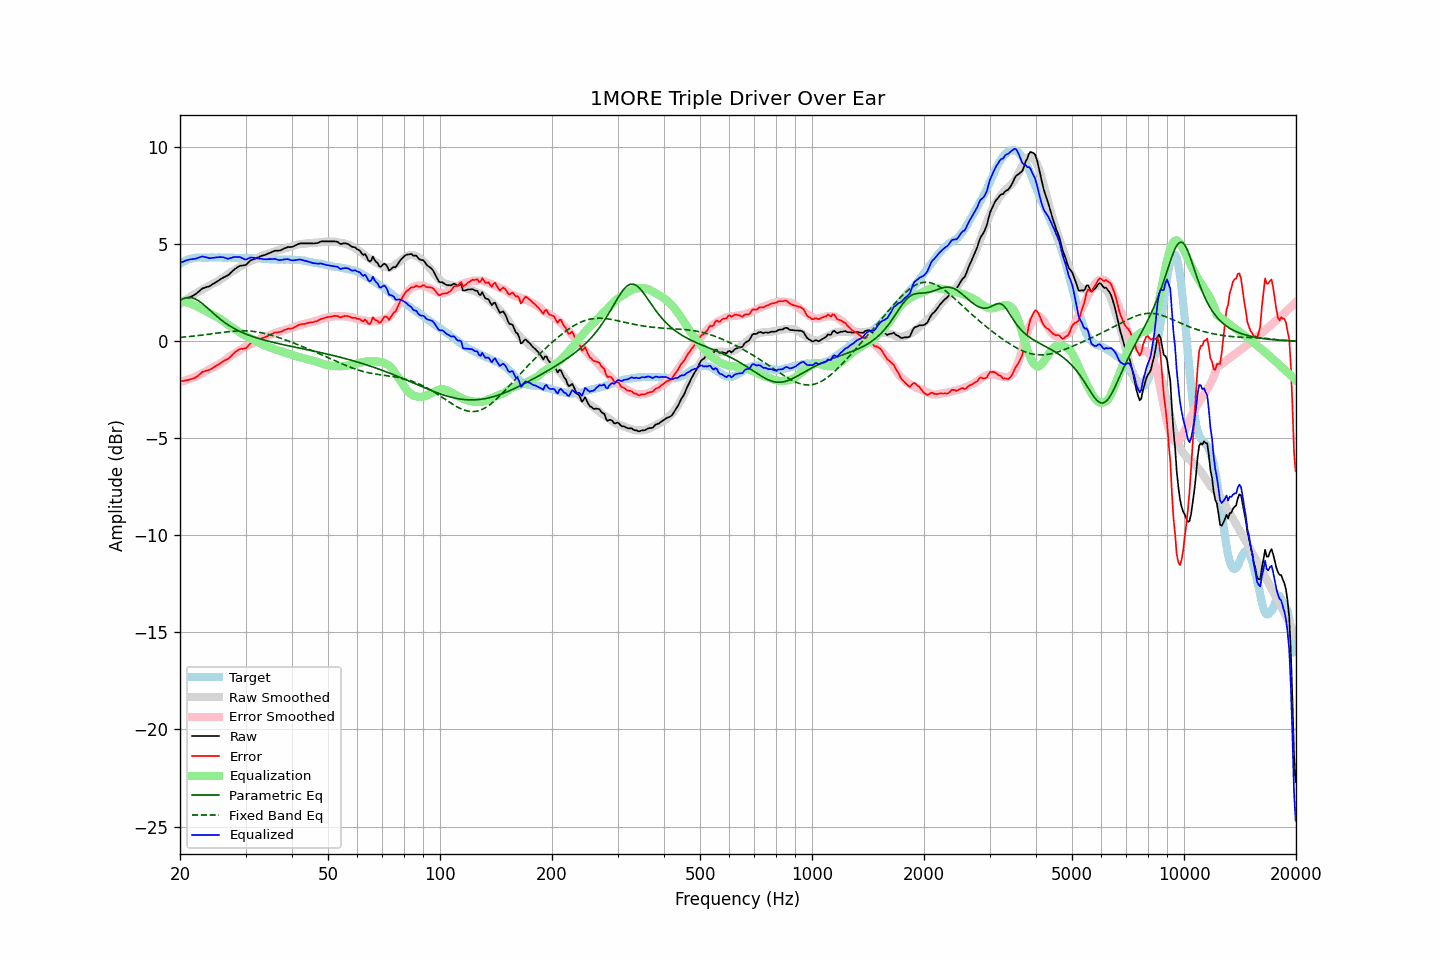 1MORE Triple Driver Over Ear
Amplitude (dBr)
10
5
0
−5
−10
−15
−20
−25
Target
Raw Smoothed
Error Smoothed
Raw
Error
Equalization
Parametric Eq
Fixed Band Eq
Equalized
20 50 100 200 500 1000 2000 5000 10000 20000
Frequency (Hz)